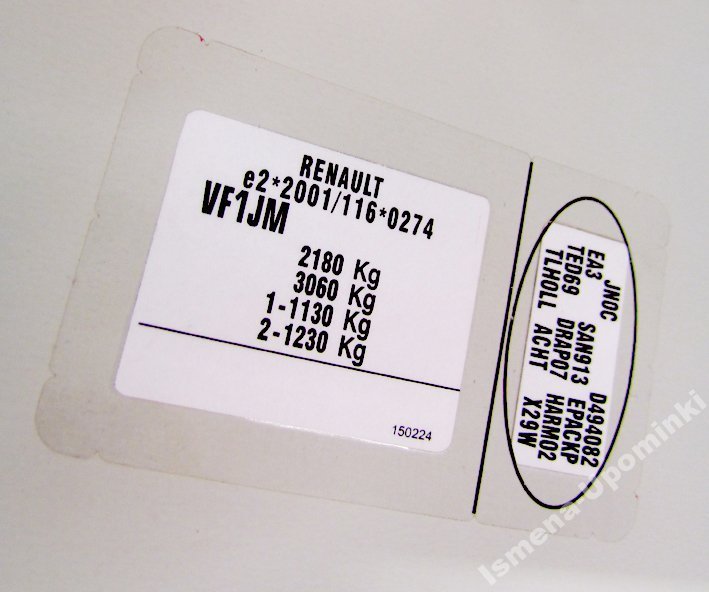 RENAULT
e2*2001/116*0274
VF1JM
2180 Kg
3060 Kg
1-1130 Kg
2-1230 Kg
150224
JN0C SAN913 D494082
EA3 DRAP07 EPACKP
TED69 ACHT HARM02
TLHOLL X29W
Ismena-Upominki